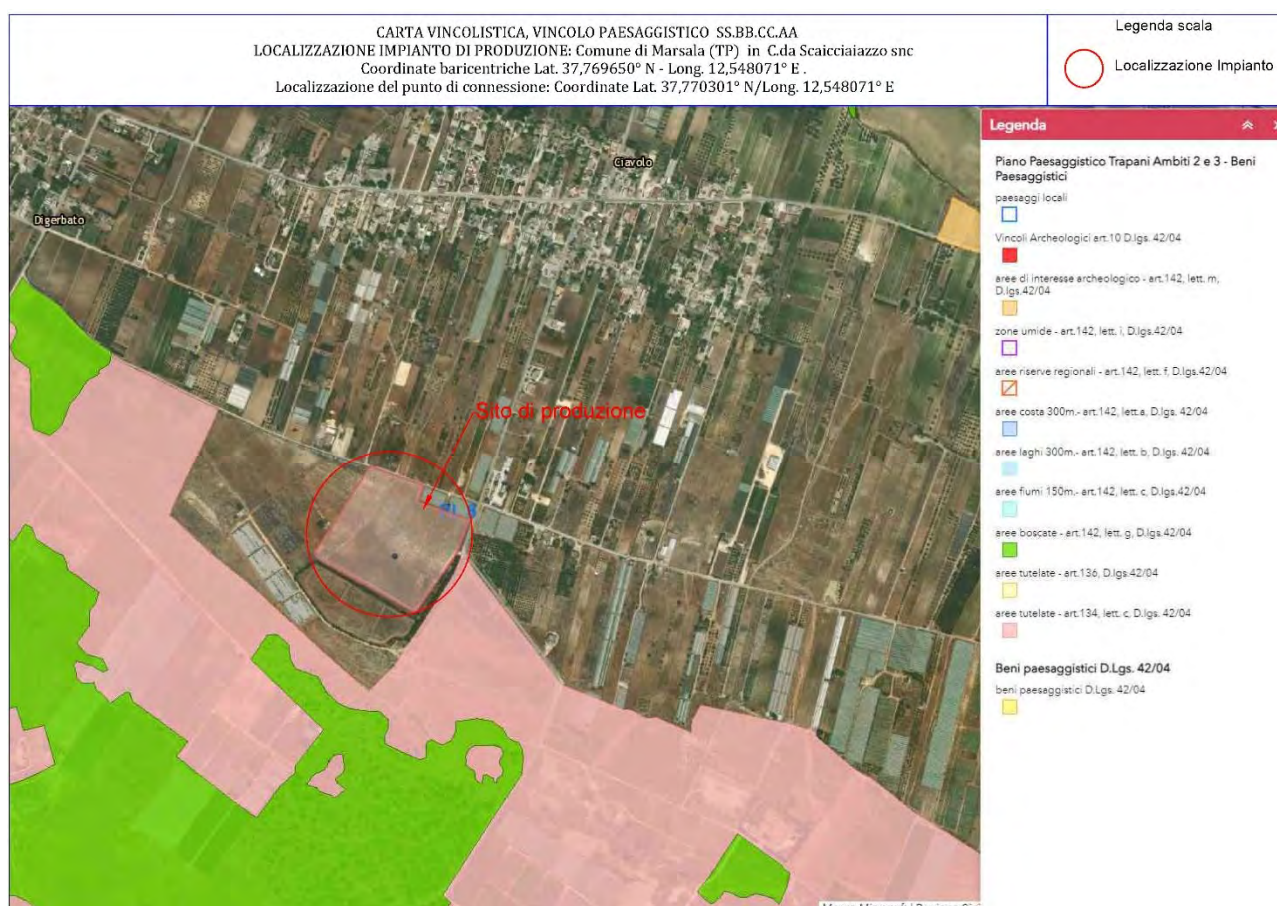 CARTA VINCOLISTICA, VINCOLO PAESAGGISTICO SS.BB.CC.AA
LOCALIZZAZIONE IMPIANTO DI PRODUZIONE: Comune di Marsala (TP) in C.da Scaicciaiazzo snc
Coordinate baricentriche Lat. 37,769650° N - Long. 12,548071° E .
Localizzazione del punto di connessione: Coordinate Lat. 37,770301° N/Long. 12,548071° E
Legenda scala
Localizzazione Impianto
Ciavolo
Digerbato
Sito di produzione
Legenda
Piano Paesaggistico Trapani Ambiti 2 e 3 - Beni
Paesaggistici
paesaggi locali
Vincoli Archeologici art.10 D.lgs. 42/04
aree di interesse archeologico - art.142, lett. m,
D.lgs.42/04
zone umide - art.142, lett. i, D.lgs.42/04
aree riserve regionali - art.142, lett. f, D.lgs.42/04
aree costa 300m.- art.142, lett.a, D.lgs. 42/04
aree laghi 300m.- art.142, lett. b, D.lgs. 42/04
aree fiumi 150m.- art.142, lett. c, D.lgs. 42/04
aree boscate - art.142, lett. g, D.lgs.42/04
aree tutelate - art.136, D.lgs.42/04
aree tutelate - art.134, lett. c, D.lgs. 42/04
Beni paesaggistici D.Lgs. 42/04
beni paesaggistici D.Lgs. 42/04